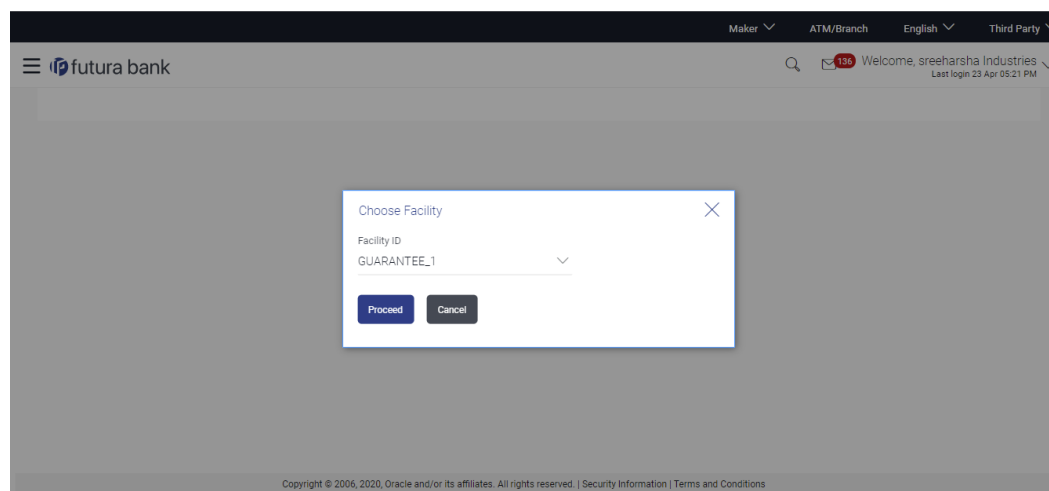 Maker ATM/Branch English Third Party
futura bank 136 Welcome, sreeharsha Industries
Last login 23 Apr 05:21 PM
Choose Facility
Facility ID
GUARANTEE_1
Proceed Cancel
Copyright © 2006, 2020, Oracle and/or its affiliates. All rights reserved. | Security Information | Terms and Conditions